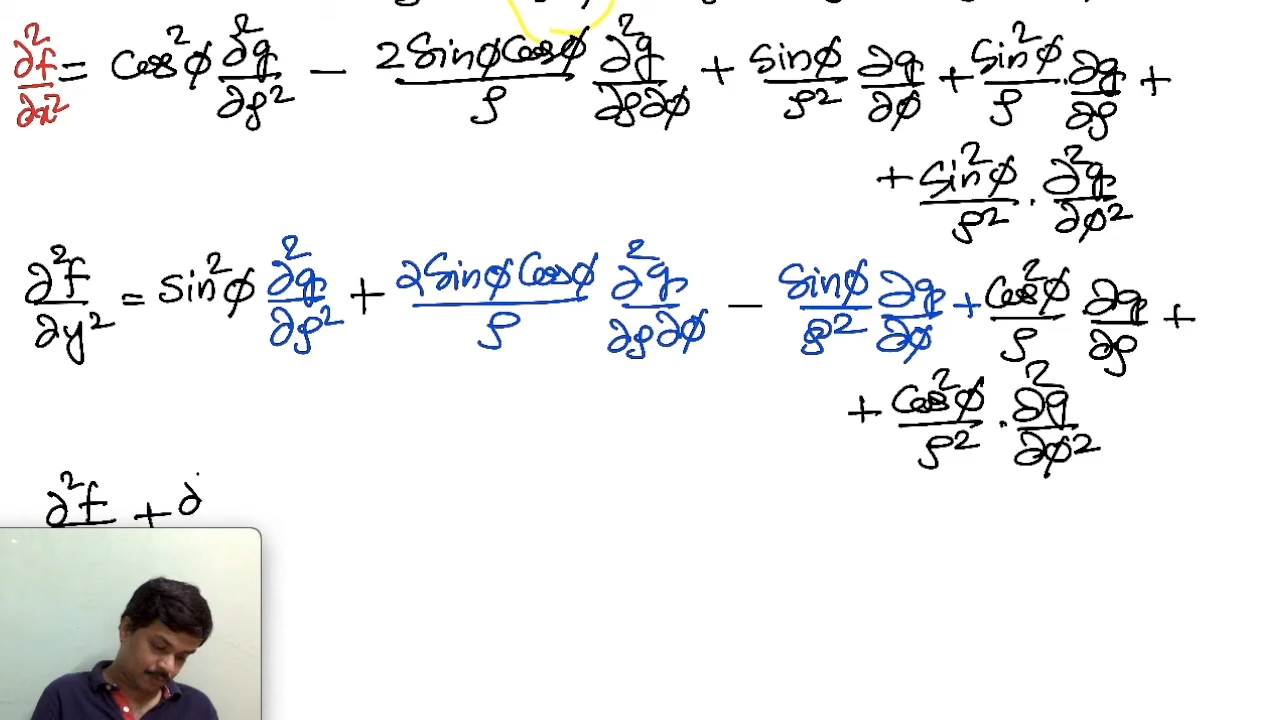 ∂²f/∂x² = Cos²φ ∂²g/∂ρ² − 2Sinφ Cosφ/ρ ∂²g/∂ρ∂φ + Sinφ/ρ² ∂g/∂φ + Sin²φ/ρ · ∂g/∂ρ +
+ Sin²φ/ρ² · ∂²g/∂φ²
∂²f/∂y² = Sin²φ ∂²g/∂ρ² + 2Sinφ Cosφ/ρ ∂²g/∂ρ∂φ − Sinφ/ρ² ∂g/∂φ + Cos²φ/ρ ∂g/∂ρ +
+ Cos²φ/ρ² · ∂²g/∂φ²
∂²f + ∂